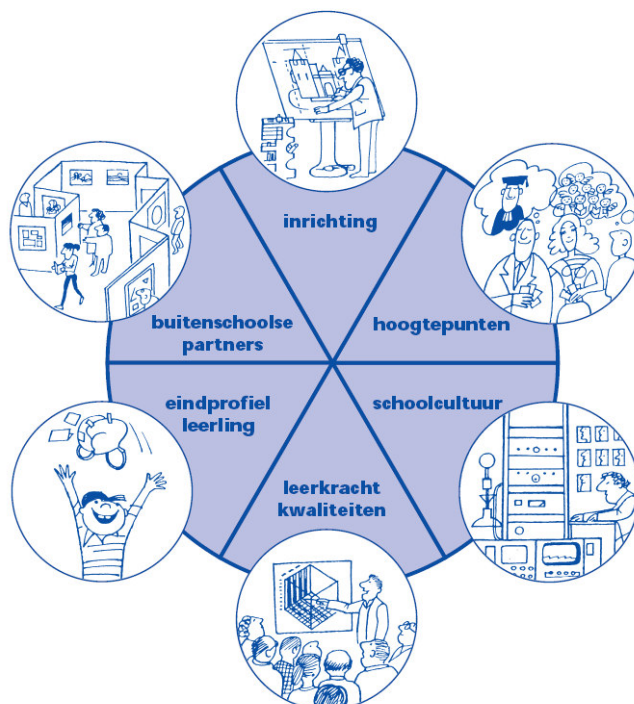 inrichting
buitenschoolse
partners
hoogtepunten
eindprofiel
leerling
schoolcultuur
leerkracht
kwaliteiten